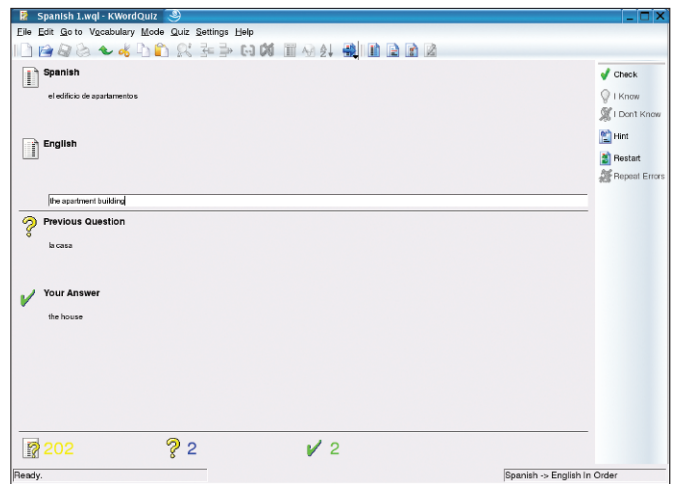 Spanish 1.wql - KWordQuiz
File Edit Go to Vocabulary Mode Quiz Settings Help
Spanish
el edificio de apartamentos
English
the apartment building
Previous Question
la casa
Your Answer
the house
Check
I Know
I Don't Know
Hint
Restart
Repeat Errors
202 2 2
Ready. Spanish -> English In Order